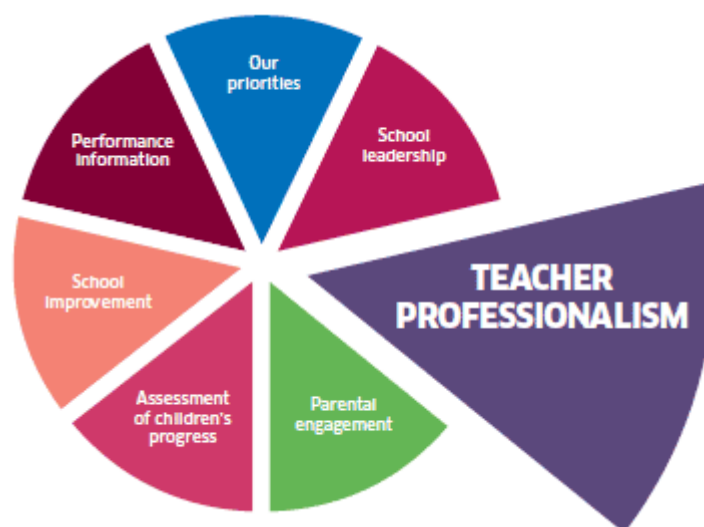 Our
priorities
School
leadership
TEACHER
PROFESSIONALISM
Parental
engagement
Assessment
of children's
progress
School
improvement
Performance
information